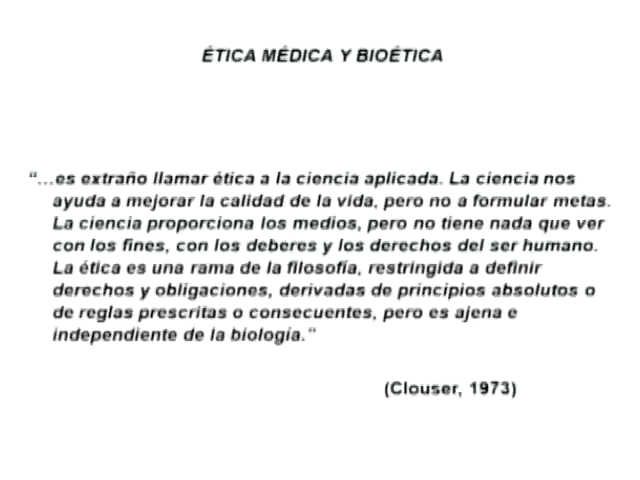 ÉTICA MÉDICA Y BIOÉTICA
“...es extraño llamar ética a la ciencia aplicada. La ciencia nos
ayuda a mejorar la calidad de la vida, pero no a formular metas.
La ciencia proporciona los medios, pero no tiene nada que ver
con los fines, con los deberes y los derechos del ser humano.
La ética es una rama de la filosofía, restringida a definir
derechos y obligaciones, derivadas de principios absolutos o
de reglas prescritas o consecuentes, pero es ajena e
independiente de la biología.”
(Clouser, 1973)